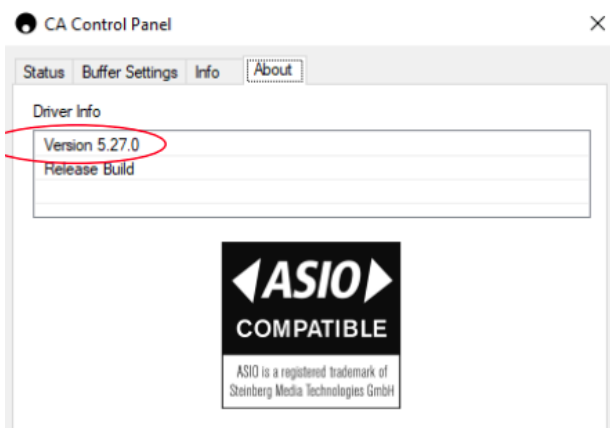 CA Control Panel
Status Buffer Settings Info About
Driver Info
Version 5.27.0
Release Build
ASIO
COMPATIBLE
ASIO is a registered trademark of
Steinberg Media Technologies GmbH